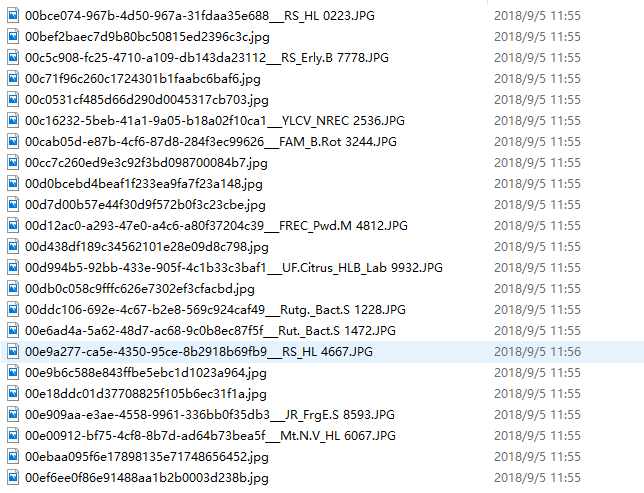 00bce074-967b-4d50-967a-31fdaa35e688___RS_HL 0223.JPG 2018/9/5 11:55
00bef2baec7d9b80bc50815ed2396c3c.jpg 2018/9/5 11:55
00c5c908-fc25-4710-a109-db143da23112___RS_Erly.B 7778.JPG 2018/9/5 11:55
00c71f96c260c1724301b1faabc6baf6.jpg 2018/9/5 11:55
00c0531cf485d66d290d0045317cb703.jpg 2018/9/5 11:55
00c16232-5beb-41a1-9a05-b18a02f10ca1___YLCV_NREC 2536.JPG 2018/9/5 11:55
00cab05d-e87b-4cf6-87d8-284f3ec99626___FAM_B.Rot 3244.JPG 2018/9/5 11:55
00cc7c260ed9e3c92f3bd098700084b7.jpg 2018/9/5 11:55
00d0bcebd4beaf1f233ea9fa7f23a148.jpg 2018/9/5 11:55
00d7d00b57e44f30d9f572b0f3c23cbe.jpg 2018/9/5 11:55
00d12ac0-a293-47e0-a4c6-a80f37204c39___FREC_Pwd.M 4812.JPG 2018/9/5 11:55
00d438df189c34562101e28e09d8c798.jpg 2018/9/5 11:55
00d994b5-92bb-433e-905f-4c1b33c3baf1___UF.Citrus_HLB_Lab 9932.JPG 2018/9/5 11:55
00db0c058c9fffc626e7302ef3cfacbd.jpg 2018/9/5 11:55
00ddc106-692e-4c67-b2e8-569c924caf49___Rutg._Bact.S 1228.JPG 2018/9/5 11:55
00e6ad4a-5a62-48d7-ac68-9c0b8ec87f5f___Rut._Bact.S 1472.JPG 2018/9/5 11:55
00e9a277-ca5e-4350-95ce-8b2918b69fb9___RS_HL 4667.JPG 2018/9/5 11:56
00e9b6c588e843ffbe5ebc1d1023a964.jpg 2018/9/5 11:55
00e18ddc01d37708825f105b6ec31f1a.jpg 2018/9/5 11:55
00e909aa-e3ae-4558-9961-336bb0f35db3___JR_FrgE.S 8593.JPG 2018/9/5 11:55
00e00912-bf75-4cf8-8b7d-ad64b73bea5f___Mt.N.V_HL 6067.JPG 2018/9/5 11:55
00ebaa095f6e17898135e71748656452.jpg 2018/9/5 11:55
00ef6ee0f86e91488aa1b2b0003d238b.jpg 2018/9/5 11:55